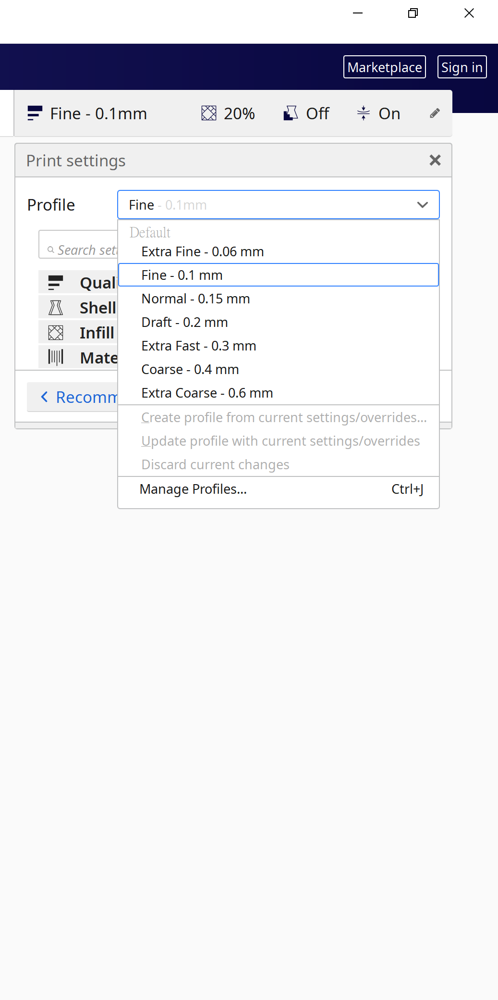 Marketplace Sign in
Fine - 0.1mm 20% Off On
Print settings
Profile Fine - 0.1mm
Default
Search sett
Extra Fine - 0.06 mm
Fine - 0.1 mm
Normal - 0.15 mm
Draft - 0.2 mm
Extra Fast - 0.3 mm
Coarse - 0.4 mm
Extra Coarse - 0.6 mm
Quali
Shell
Infill
Mate
Recomm
Create profile from current settings/overrides...
Update profile with current settings/overrides
Discard current changes
Manage Profiles... Ctrl+J